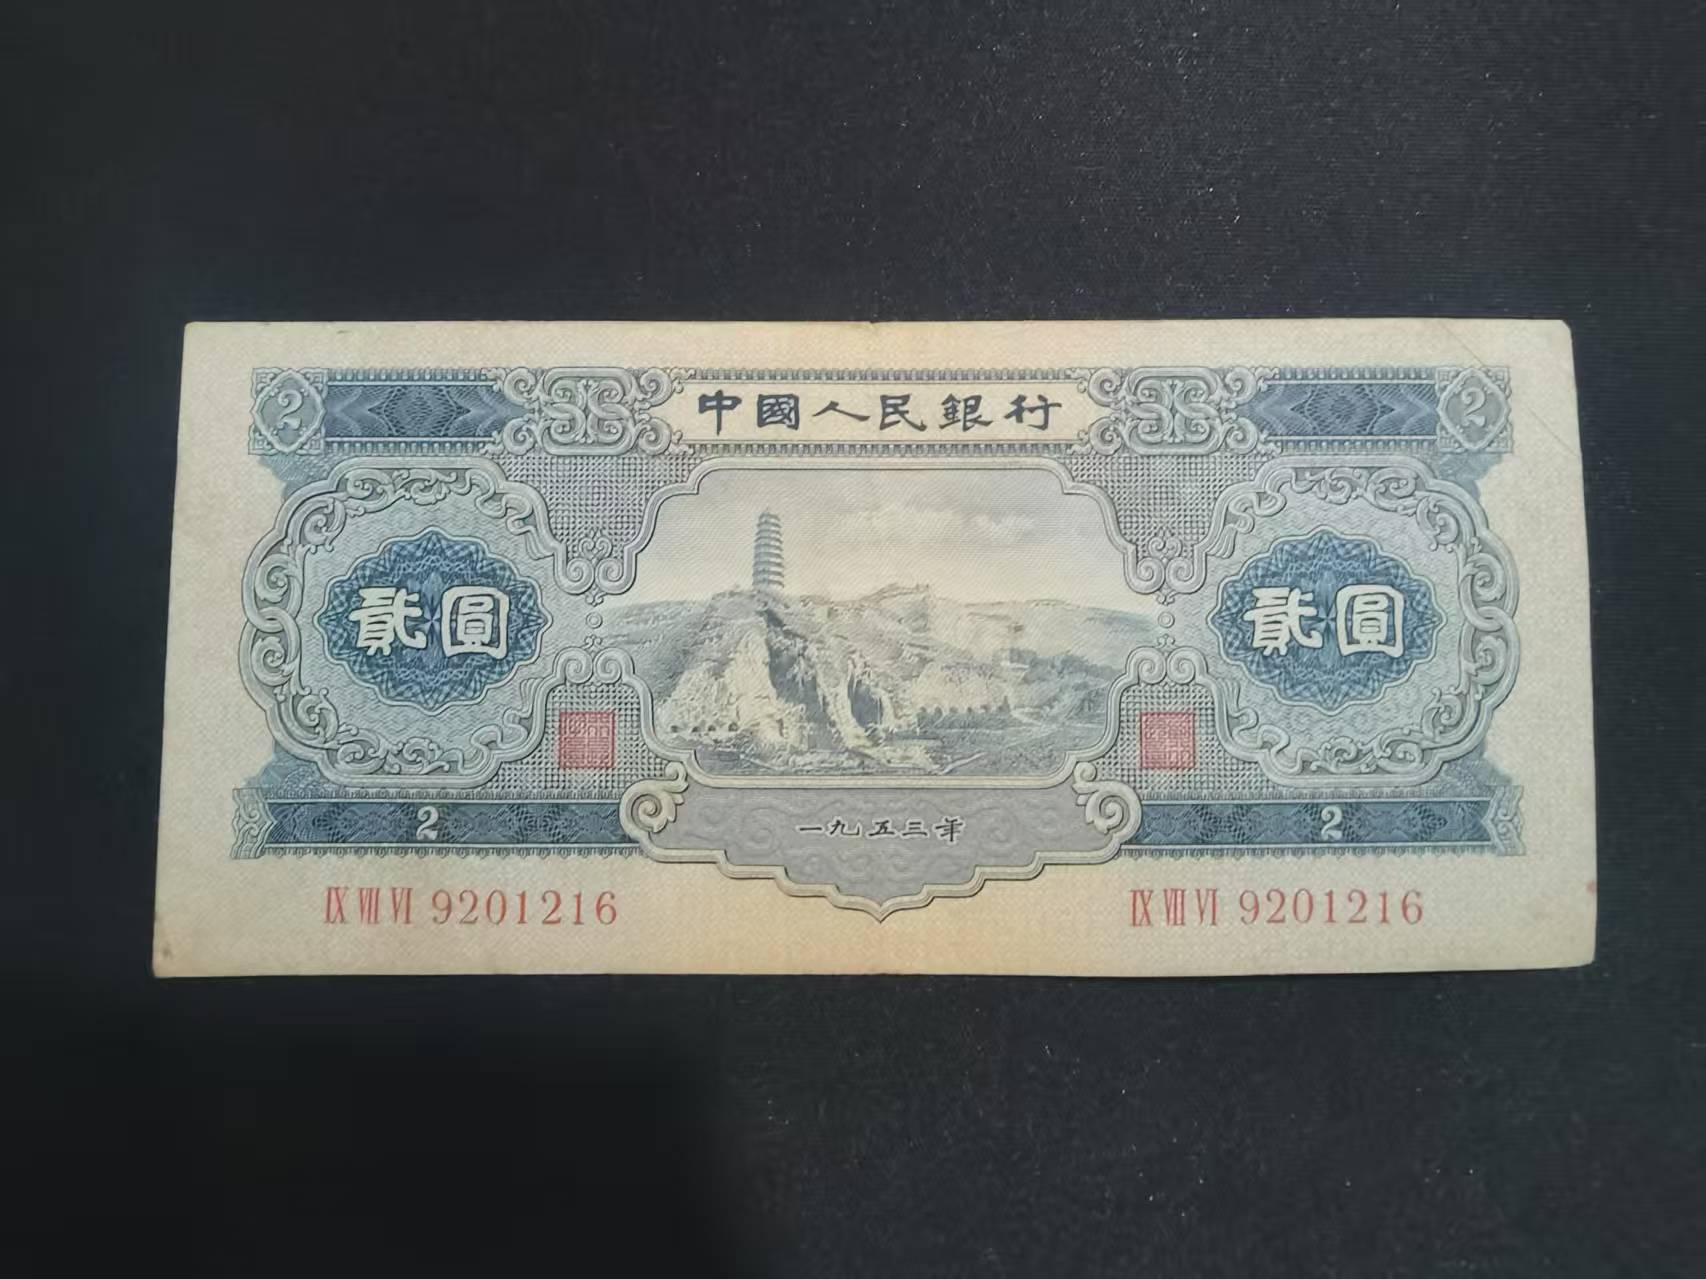 2 中國人民銀行 2
貳圓 貳圓
2 一九五三年 2
IX VII VI 9201216 IX VII VI 9201216